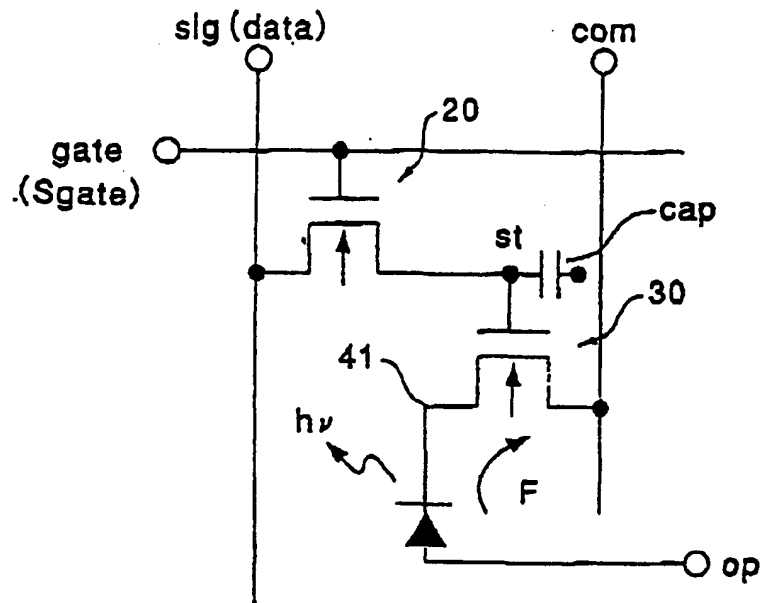 sig (data)
com
20
gate
(Sgate)
cap
st
30
41
hν
F
op